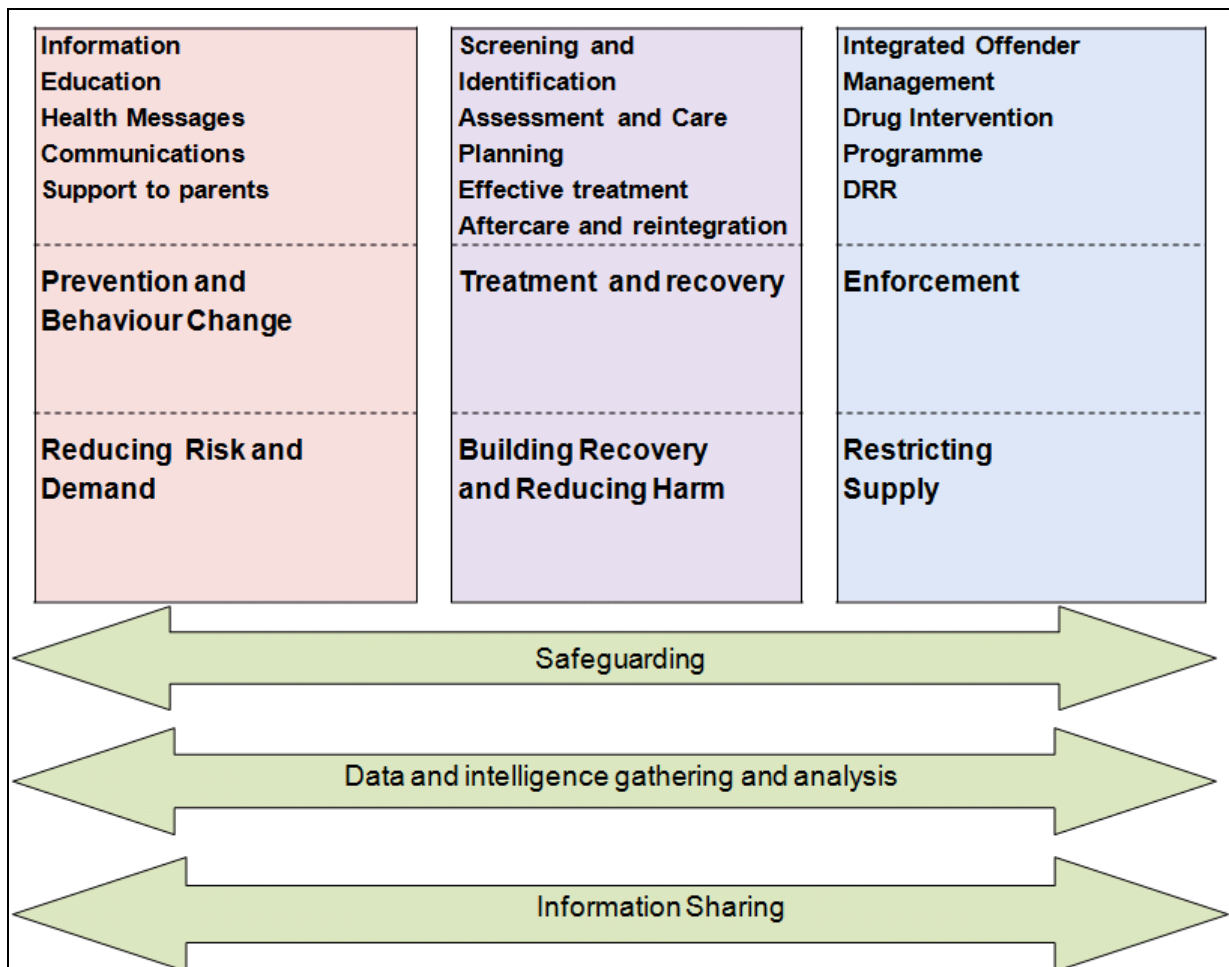 Information
Education
Health Messages
Communications
Support to parents
Prevention and
Behaviour Change
Reducing Risk and
Demand
Screening and
Identification
Assessment and Care
Planning
Effective treatment
Aftercare and reintegration
Treatment and recovery
Building Recovery
and Reducing Harm
Integrated Offender
Management
Drug Intervention
Programme
DRR
Enforcement
Restricting
Supply
Safeguarding
Data and intelligence gathering and analysis
Information Sharing